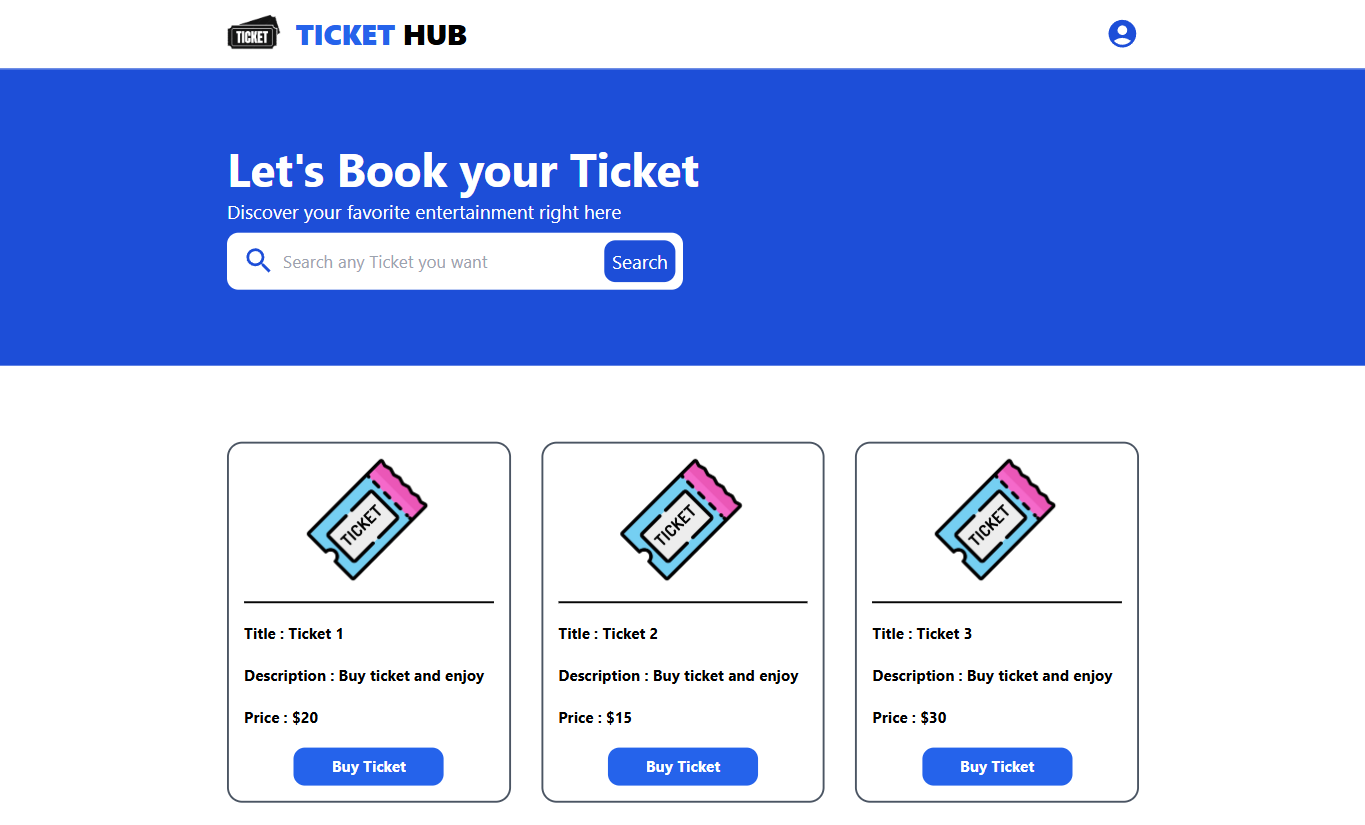 TICKET
TICKET HUB
Let's Book your Ticket
Discover your favorite entertainment right here
Search any Ticket you want
Search
TICKET
TICKET
TICKET
Title : Ticket 1
Title : Ticket 2
Title : Ticket 3
Description : Buy ticket and enjoy
Description : Buy ticket and enjoy
Description : Buy ticket and enjoy
Price : $20
Price : $15
Price : $30
Buy Ticket
Buy Ticket
Buy Ticket